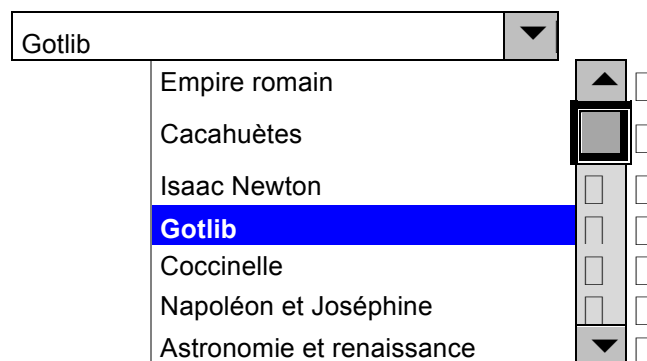 Gotlib
Empire romain
Cacahuètes
Isaac Newton
Gotlib
Coccinelle
Napoléon et Joséphine
Astronomie et renaissance